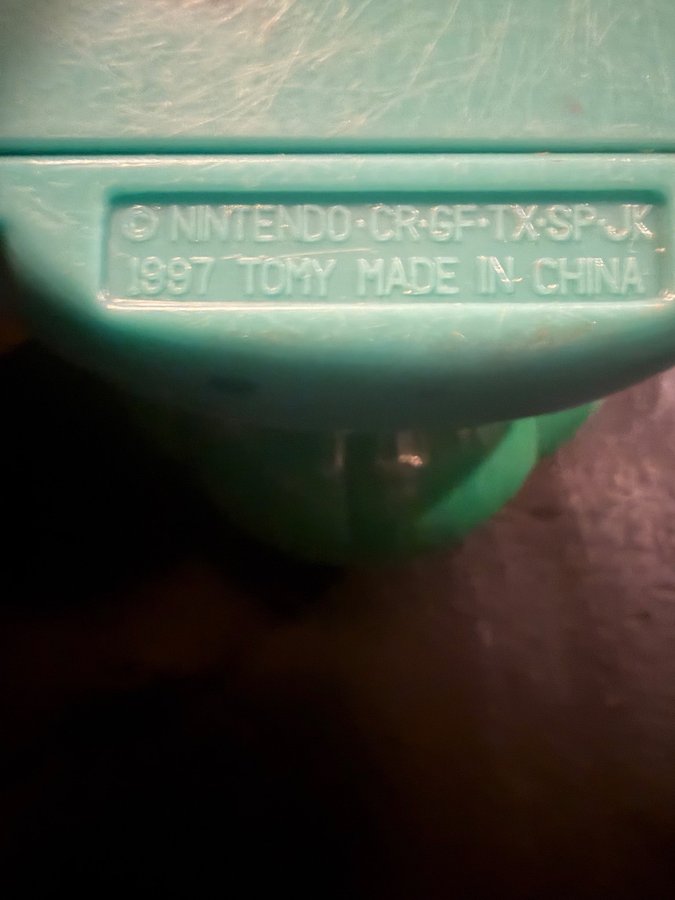 © NINTENDO·CR·GF·TX·SP·JK
1997 TOMY MADE IN CHINA